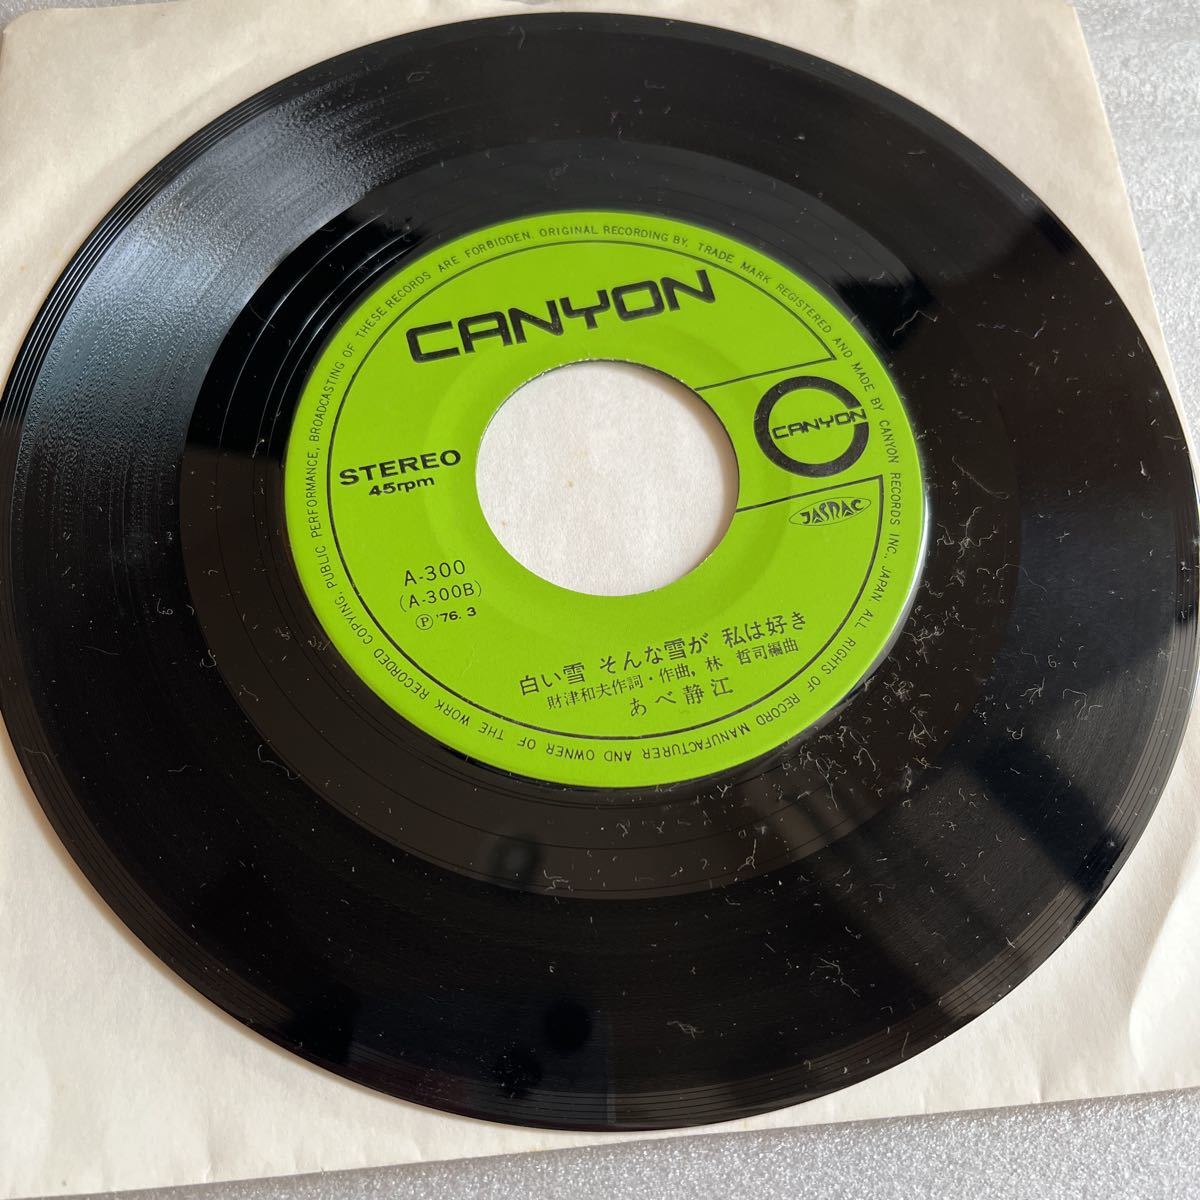 CANYON
CANYON
JASRAC
STEREO
45rpm
A-300
(A-300B)
Ⓟ '76. 3
白い雪 そんな雪が 私は好き
財津和夫作詞・作曲, 林 哲司編曲
あべ静江
ORIGINAL RECORDING BY, TRADE MARK REGISTERED AND MADE BY CANYON RECORDS INC., JAPAN ALL RIGHTS OF RECORD MANUFACTURER AND OWNER OF THE WORK RECORDED COPYING, PUBLIC PERFORMANCE, BROADCASTING OF THESE RECORDS ARE FORBIDDEN.